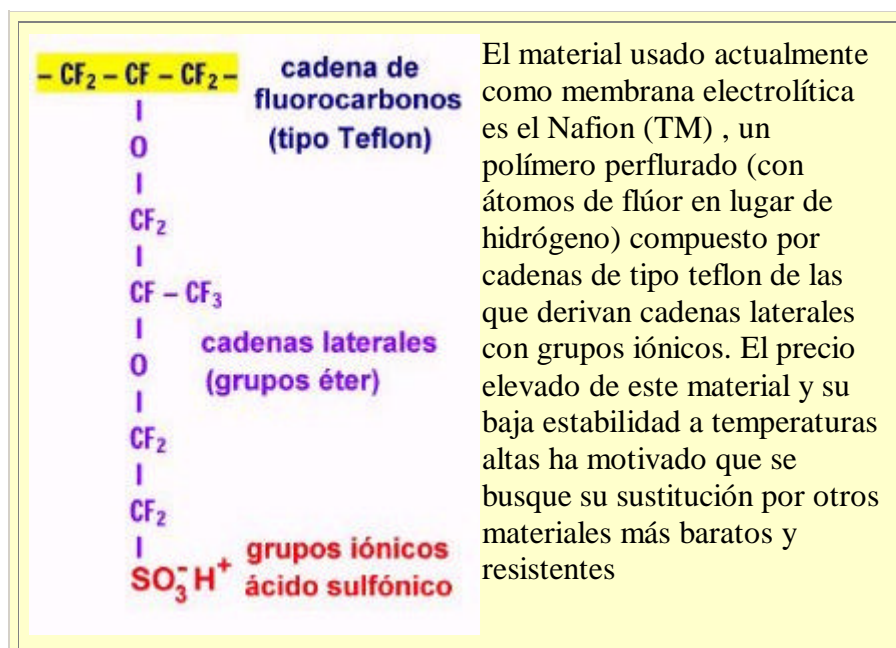 – CF₂ – CF – CF₂ –
cadena de
fluorocarbonos
(tipo Teflon)
O
CF₂
CF – CF₃
cadenas laterales
(grupos éter)
O
CF₂
CF₂
SO₃⁻H⁺
grupos iónicos
ácido sulfónico
El material usado actualmente
como membrana electrolítica
es el Nafion (TM) , un
polímero perflurado (con
átomos de flúor en lugar de
hidrógeno) compuesto por
cadenas de tipo teflon de las
que derivan cadenas laterales
con grupos iónicos. El precio
elevado de este material y su
baja estabilidad a temperaturas
altas ha motivado que se
busque su sustitución por otros
materiales más baratos y
resistentes